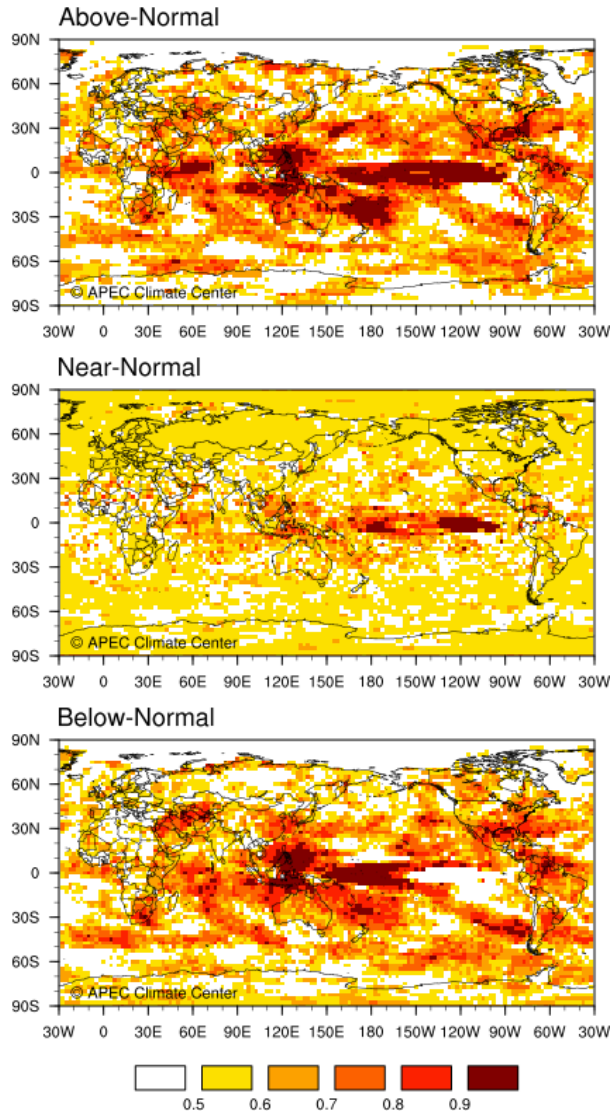 Above-Normal
90N
60N
30N
0
30S
60S
90S
© APEC Climate Center
30W 0 30E 60E 90E 120E 150E 180 150W 120W 90W 60W 30W
Near-Normal
90N
60N
30N
0
30S
60S
90S
© APEC Climate Center
30W 0 30E 60E 90E 120E 150E 180 150W 120W 90W 60W 30W
Below-Normal
90N
60N
30N
0
30S
60S
90S
© APEC Climate Center
30W 0 30E 60E 90E 120E 150E 180 150W 120W 90W 60W 30W
0.5 0.6 0.7 0.8 0.9